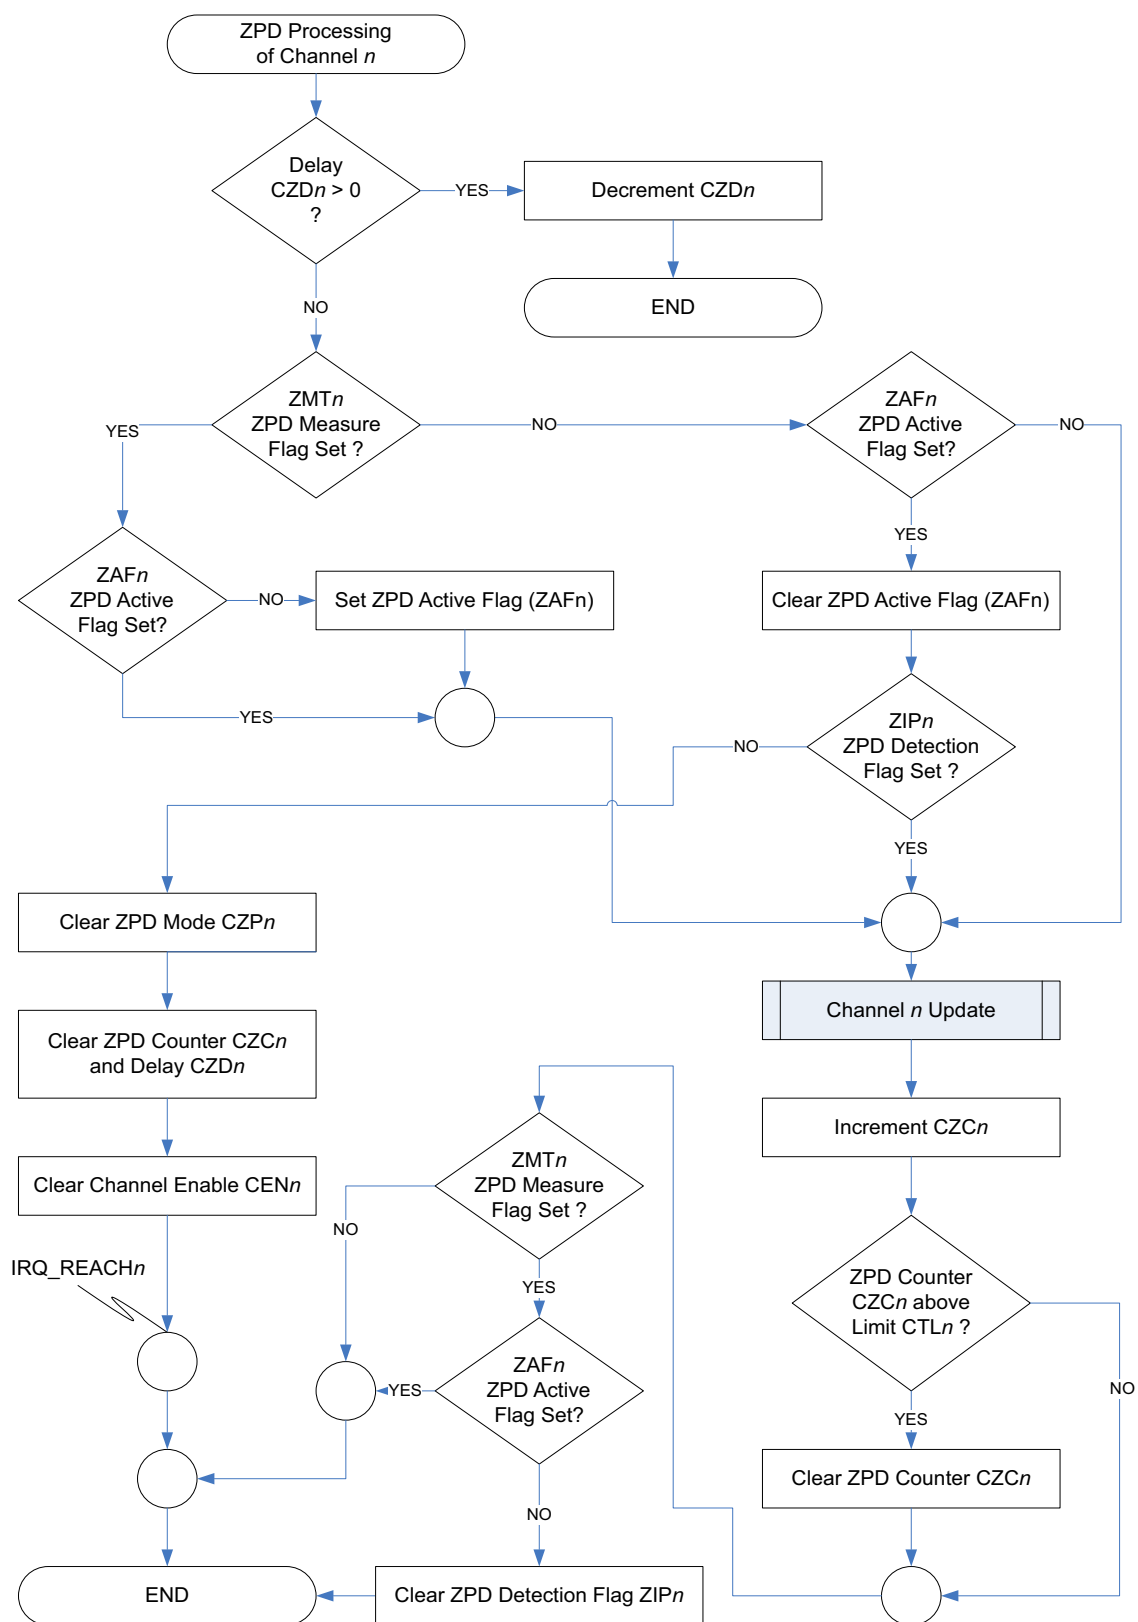 ZPD Processing
of Channel n
Delay
CZDn > 0
?
YES
Decrement CZDn
END
NO
ZMTn
ZPD Measure
Flag Set ?
YES
NO
ZAFn
ZPD Active
Flag Set?
NO
YES
ZAFn
ZPD Active
Flag Set?
NO
Set ZPD Active Flag (ZAFn)
Clear ZPD Active Flag (ZAFn)
YES
ZIPn
ZPD Detection
Flag Set ?
NO
YES
Clear ZPD Mode CZPn
Channel n Update
Clear ZPD Counter CZCn
and Delay CZDn
Increment CZCn
Clear Channel Enable CENn
ZMTn
ZPD Measure
Flag Set ?
NO
YES
IRQ_REACHn
ZPD Counter
CZCn above
Limit CTLn ?
NO
YES
ZAFn
ZPD Active
Flag Set?
YES
NO
Clear ZPD Counter CZCn
END
Clear ZPD Detection Flag ZIPn